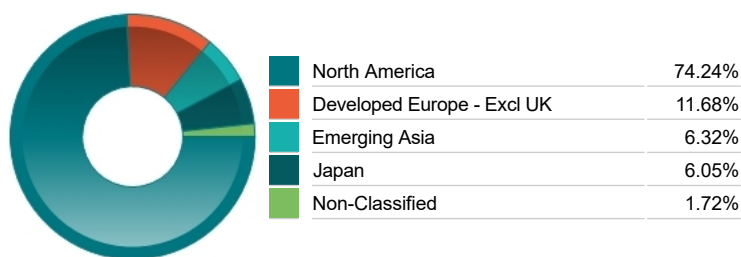 North America 74.24%
Developed Europe - Excl UK 11.68%
Emerging Asia 6.32%
Japan 6.05%
Non-Classified 1.72%